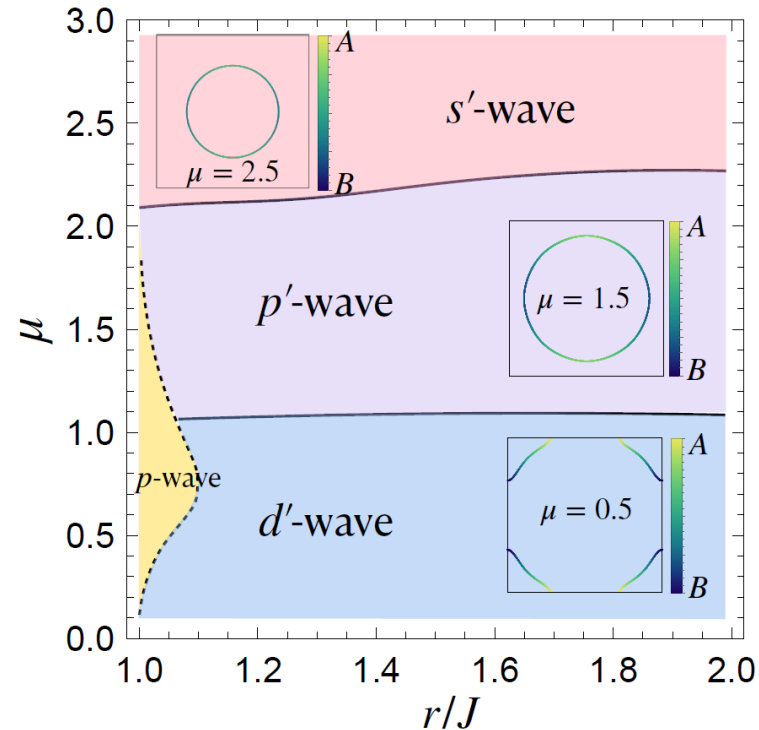 3.0
A
s′-wave
2.5
μ = 2.5
B
2.0
A
p′-wave
μ = 1.5
1.5
μ
B
1.0
A
p-wave
d′-wave
μ = 0.5
0.5
B
0.0
1.0 1.2 1.4 1.6 1.8 2.0
r/J